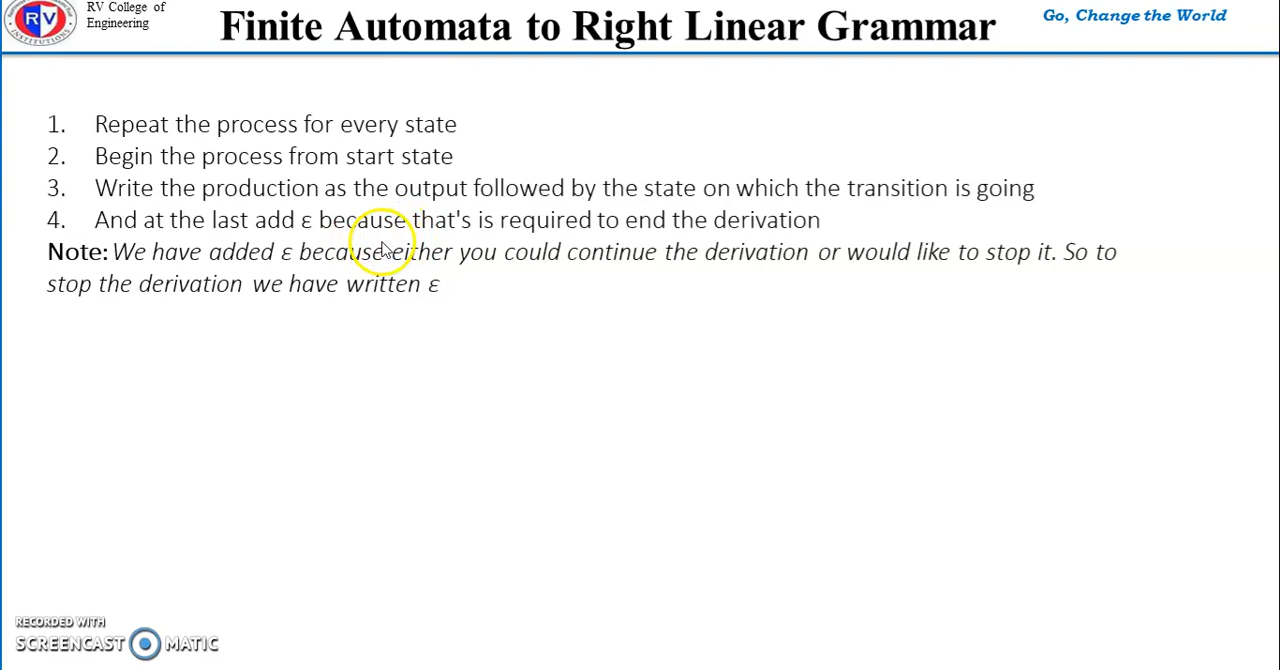 RV College of
Engineering
Finite Automata to Right Linear Grammar
Go, Change the World
RV
INSTITUTIONS
1. Repeat the process for every state
2. Begin the process from start state
3. Write the production as the output followed by the state on which the transition is going
4. And at the last add ε because that's is required to end the derivation
Note: We have added ε because either you could continue the derivation or would like to stop it. So to
stop the derivation we have written ε
RECORDED WITH
SCREENCAST MATIC